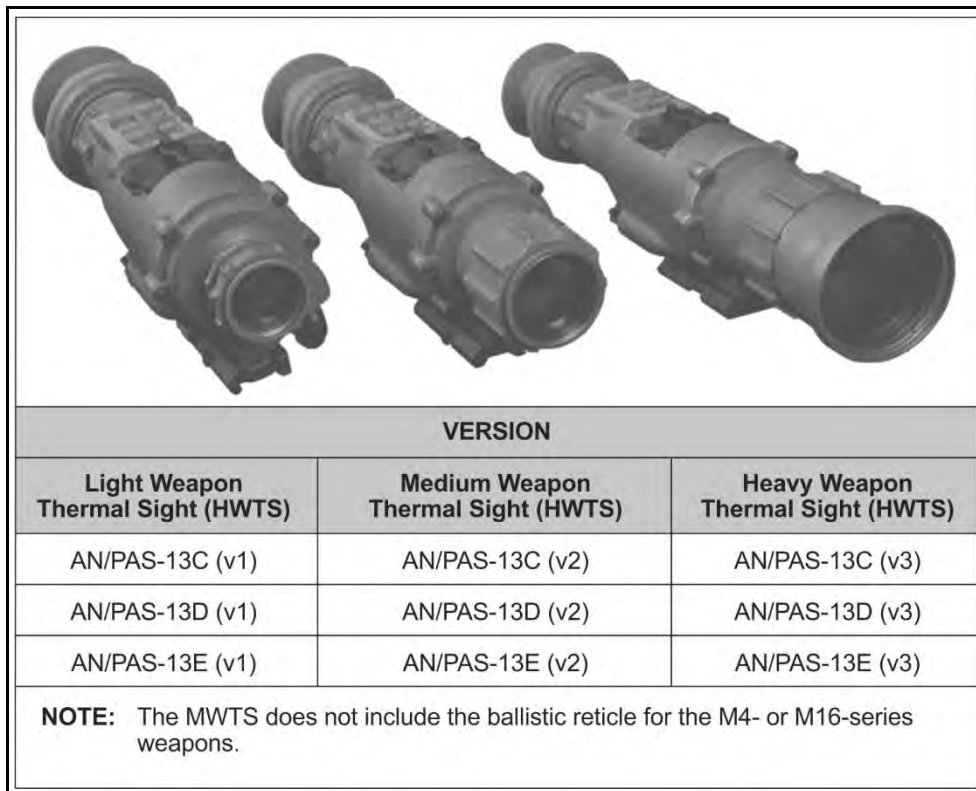 VERSION
Light Weapon
Thermal Sight (HWTS)
Medium Weapon
Thermal Sight (HWTS)
Heavy Weapon
Thermal Sight (HWTS)
AN/PAS-13C (v1)
AN/PAS-13C (v2)
AN/PAS-13C (v3)
AN/PAS-13D (v1)
AN/PAS-13D (v2)
AN/PAS-13D (v3)
AN/PAS-13E (v1)
AN/PAS-13E (v2)
AN/PAS-13E (v3)
NOTE: The MWTS does not include the ballistic reticle for the M4- or M16-series
weapons.